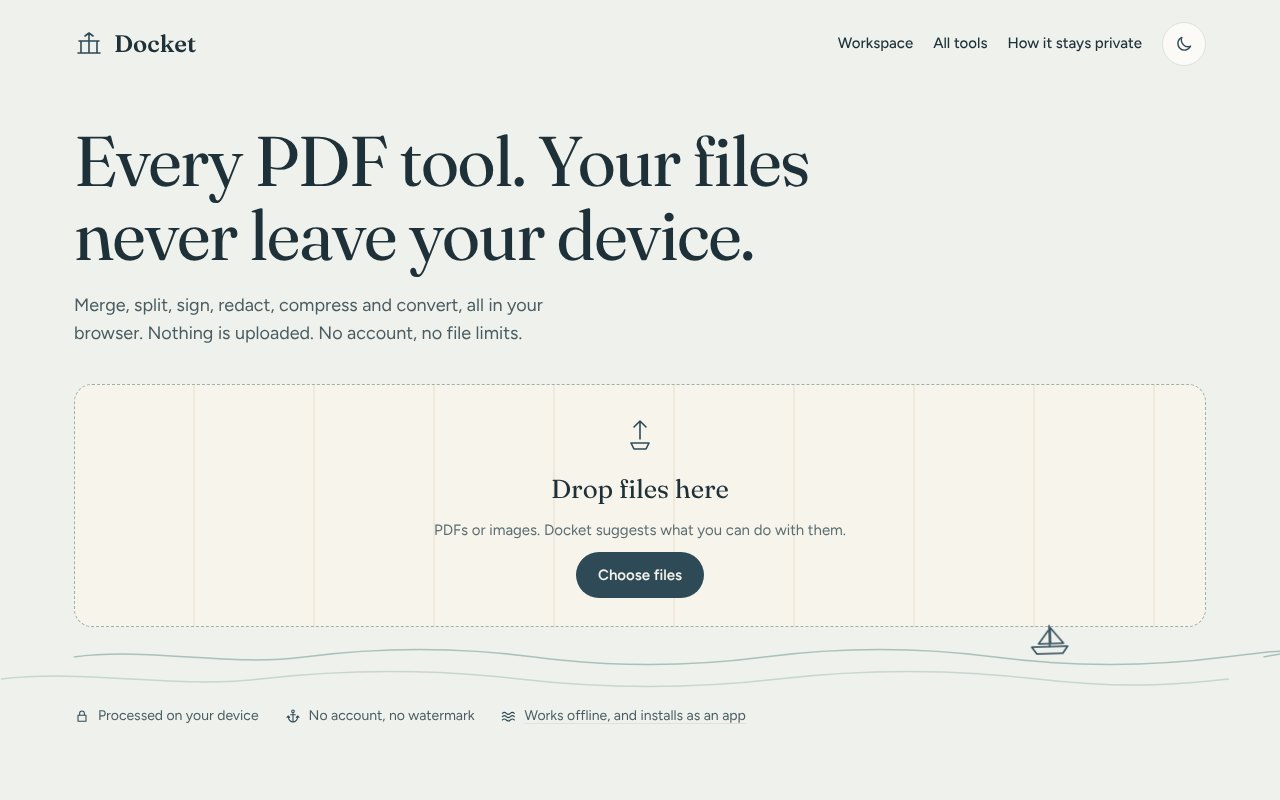 Docket
Workspace
All tools
How it stays private
Every PDF tool. Your files
never leave your device.
Merge, split, sign, redact, compress and convert, all in your
browser. Nothing is uploaded. No account, no file limits.
Drop files here
PDFs or images. Docket suggests what you can do with them.
Choose files
Processed on your device
No account, no watermark
Works offline, and installs as an app